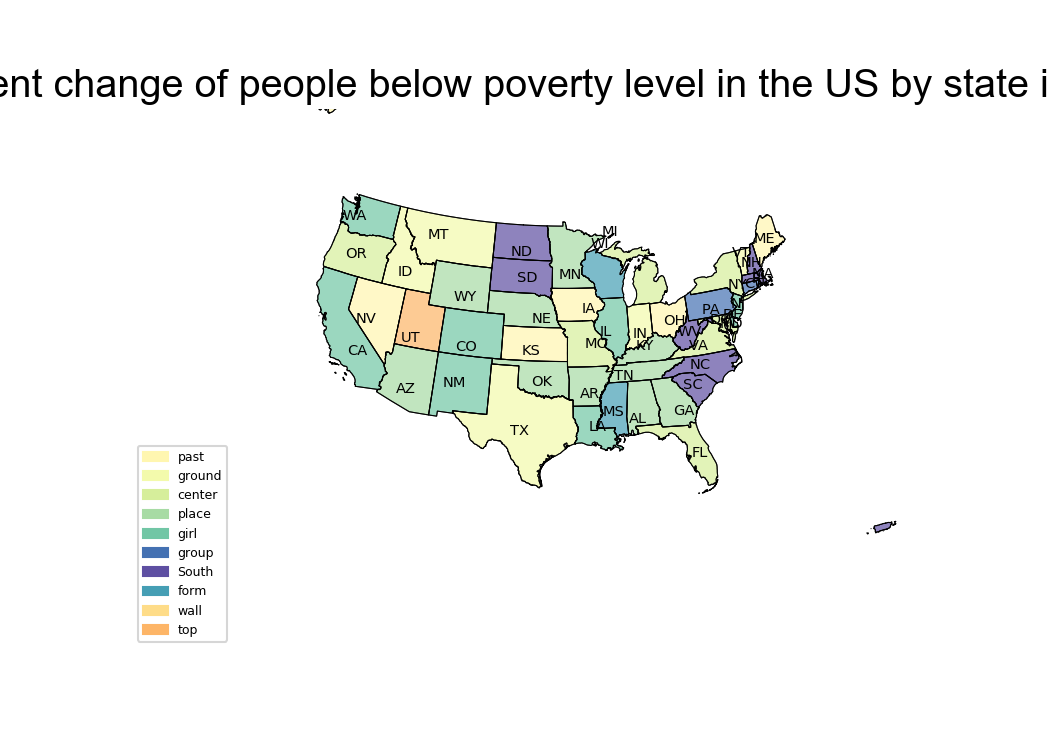 ent change of people below poverty level in the US by state i
WA
MT
ND
MI
WI
ME
VT
NH
OR
ID
SD
MN
MA
WY
NE
IA
NY
PA
NV
UT
CO
KS
MO
IL
IN
OH
WV
KY
VA
CA
AZ
NM
OK
AR
TN
NC
SC
TX
LA
MS
AL
GA
FL
past
ground
center
place
girl
group
South
form
wall
top